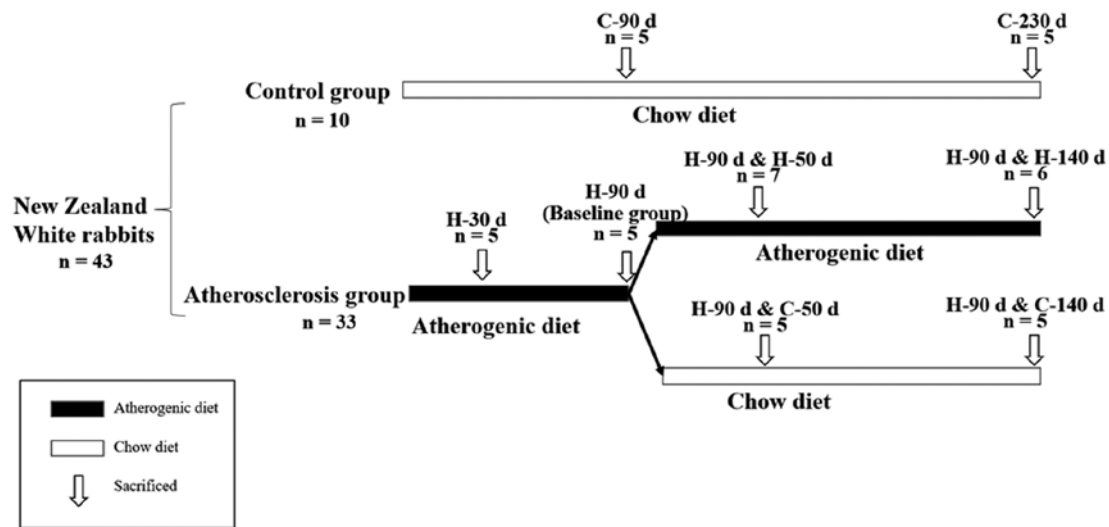 C-90 d
n = 5
C-230 d
n = 5
Control group
n = 10
Chow diet
New Zealand
White rabbits
n = 43
H-30 d
n = 5
H-90 d
(Baseline group)
n = 5
H-90 d & H-50 d
n = 7
H-90 d & H-140 d
n = 6
Atherogenic diet
Atherosclerosis group
n = 33
Atherogenic diet
H-90 d & C-50 d
n = 5
H-90 d & C-140 d
n = 5
Chow diet
Atherogenic diet
Chow diet
Sacrificed